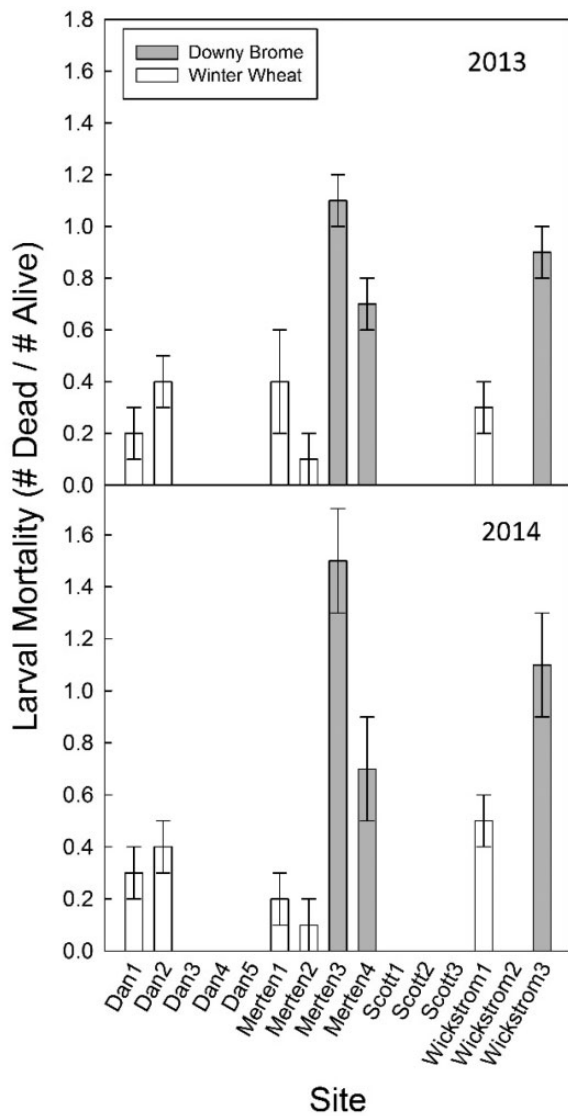 1.8
Downy Brome
Winter Wheat
2013
1.6
1.4
1.2
1.0
0.8
0.6
0.4
0.2
0.0
Larval Mortality (# Dead / # Alive)
2014
1.6
1.4
1.2
1.0
0.8
0.6
0.4
0.2
0.0
Dan1
Dan2
Dan3
Dan4
Dan5
Merten1
Merten2
Merten3
Merten4
Scott1
Scott2
Scott3
Wickstrom1
Wickstrom2
Wickstrom3
Site